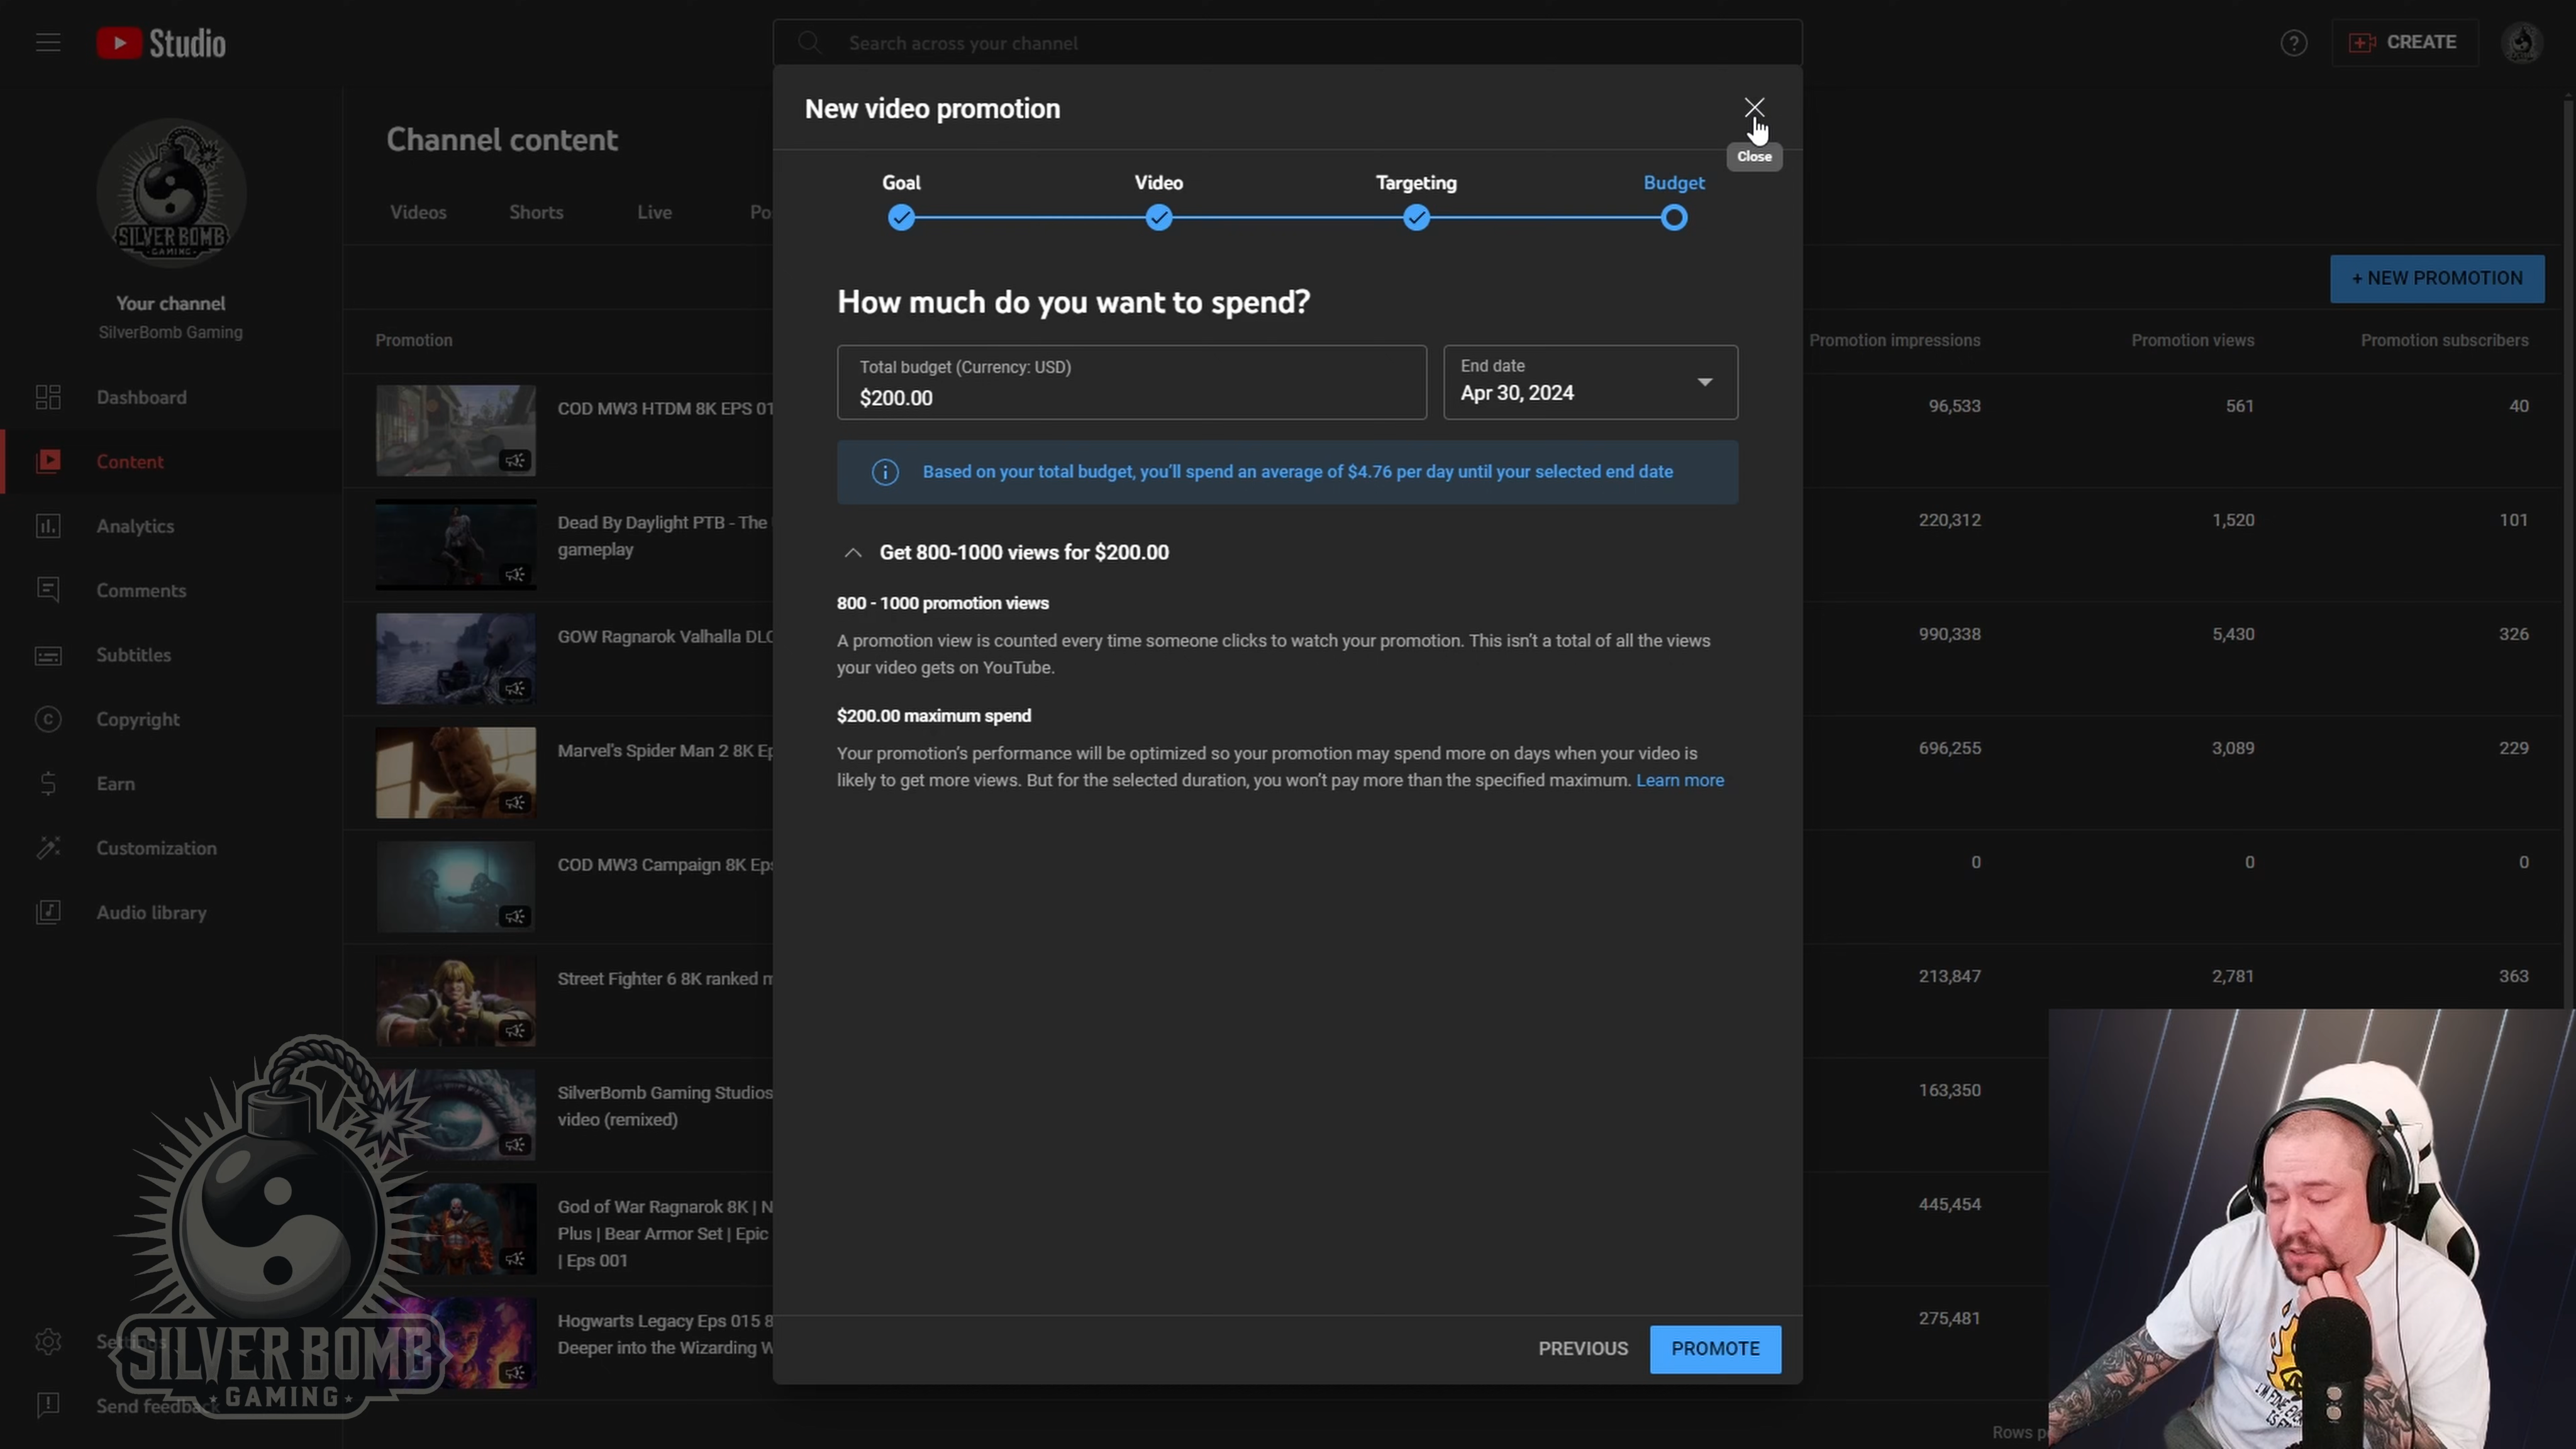 Studio
Search across your channel
CREATE
SILVER BOMB
GAMING
Your channel
SilverBomb Gaming
Dashboard
Content
Analytics
Comments
Subtitles
Copyright
Earn
Customization
Audio library
Settings
Send feedback
Channel content
Videos
Shorts
Live
Po
+ NEW PROMOTION
Promotion
Promotion impressions
Promotion views
Promotion subscribers
COD MW3 HTDM 8K EPS 01
96,533
561
40
Dead By Daylight PTB - The
gameplay
220,312
1,520
101
GOW Ragnarok Valhalla DLC
990,338
5,430
326
Marvel's Spider Man 2 8K Ep
696,255
3,089
229
COD MW3 Campaign 8K Eps
0
0
0
Street Fighter 6 8K ranked m
213,847
2,781
363
SilverBomb Gaming Studios
video (remixed)
163,350
God of War Ragnarok 8K | N
Plus | Bear Armor Set | Epic
| Eps 001
445,454
Hogwarts Legacy Eps 015 8
Deeper into the Wizarding W
275,481
New video promotion
Close
Goal
Video
Targeting
Budget
How much do you want to spend?
Total budget (Currency: USD)
$200.00
End date
Apr 30, 2024
Based on your total budget, you'll spend an average of $4.76 per day until your selected end date
Get 800-1000 views for $200.00
800 - 1000 promotion views
A promotion view is counted every time someone clicks to watch your promotion. This isn't a total of all the views
your video gets on YouTube.
$200.00 maximum spend
Your promotion's performance will be optimized so your promotion may spend more on days when your video is
likely to get more views. But for the selected duration, you won't pay more than the specified maximum. Learn more
PREVIOUS
PROMOTE
SILVER BOMB
GAMING
Rows
I'M FINE